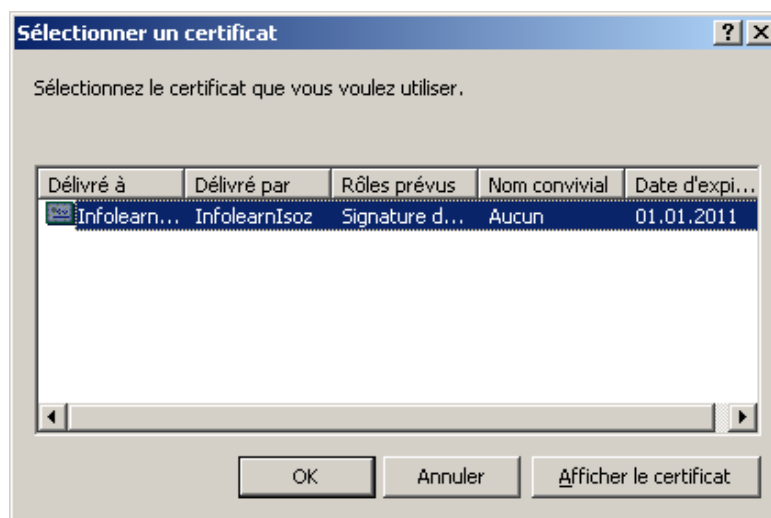 Sélectionner un certificat
Sélectionnez le certificat que vous voulez utiliser.
Délivré à Délivré par Rôles prévus Nom convivial Date d'expi...
Infolearn... InfolearnIsoz Signature d... Aucun 01.01.2011
OK Annuler Afficher le certificat